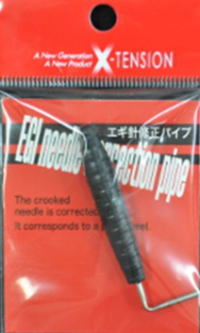 A New Generation
A New Product
X-TENSION
エギ針修正パイプ
EGI needle correction pipe
The crooked
needle is corrected
It corresponds to a